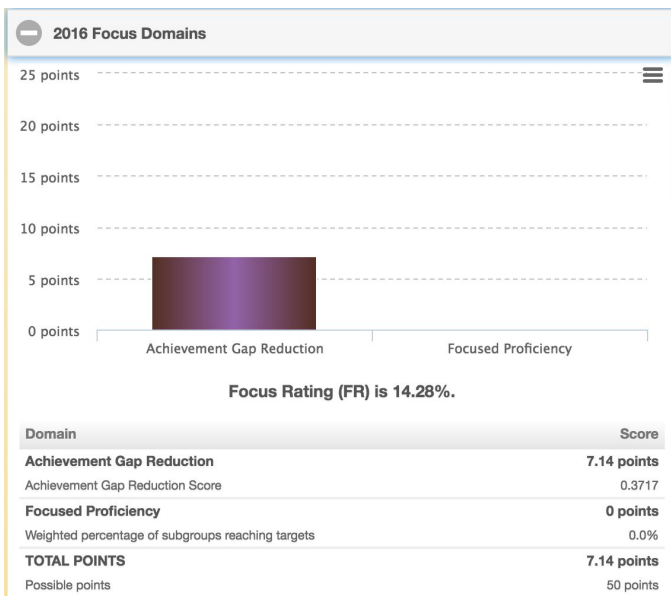 2016 Focus Domains
25 points
20 points
15 points
10 points
5 points
0 points
Achievement Gap Reduction Focused Proficiency
Focus Rating (FR) is 14.28%.
Domain Score
Achievement Gap Reduction 7.14 points
Achievement Gap Reduction Score 0.3717
Focused Proficiency 0 points
Weighted percentage of subgroups reaching targets 0.0%
TOTAL POINTS 7.14 points
Possible points 50 points